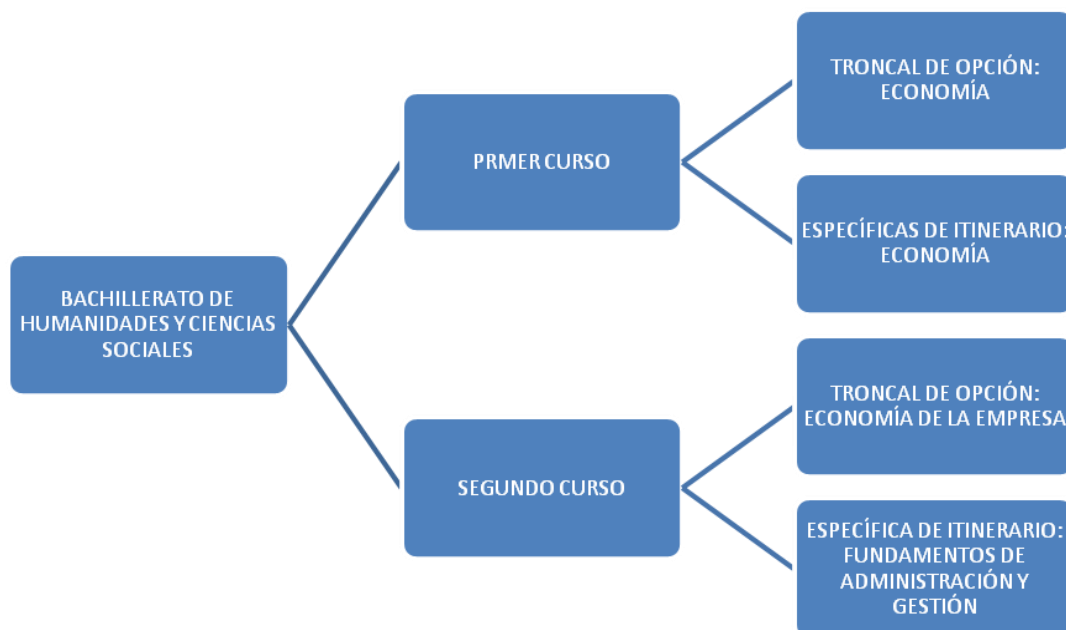 BACHILLERATO DE
HUMANIDADES Y CIENCIAS
SOCIALES
PRMER CURSO
TRONCAL DE OPCIÓN:
ECONOMÍA
ESPECÍFICAS DE ITINERARIO:
ECONOMÍA
SEGUNDO CURSO
TRONCAL DE OPCIÓN:
ECONOMÍA DE LA EMPRESA
ESPECÍFICA DE ITINERARIO:
FUNDAMENTOS DE
ADMINISTRACIÓN Y
GESTIÓN